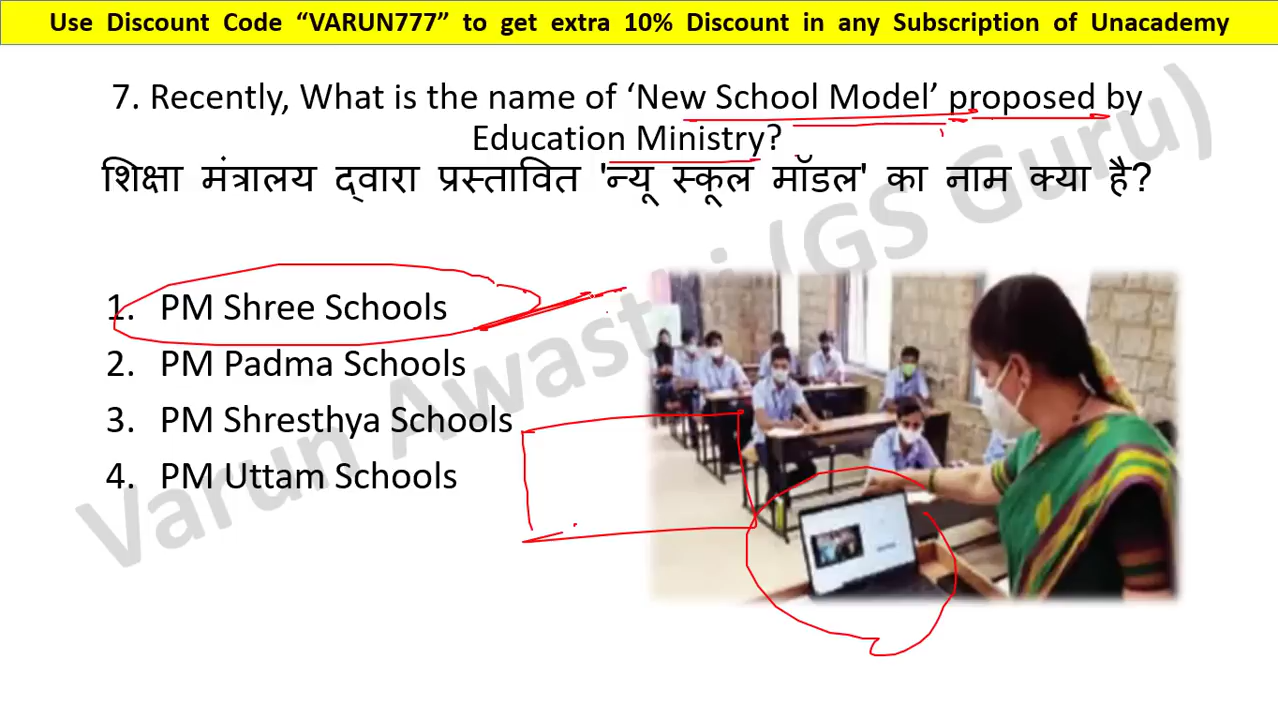 Use Discount Code “VARUN777” to get extra 10% Discount in any Subscription of Unacademy
7. Recently, What is the name of ‘New School Model’ proposed by
Education Ministry?
शिक्षा मंत्रालय द्वारा प्रस्तावित 'न्यू स्कूल मॉडल' का नाम क्या है?
1. PM Shree Schools
2. PM Padma Schools
3. PM Shresthya Schools
4. PM Uttam Schools
Varun Awasthi (GS Guru)